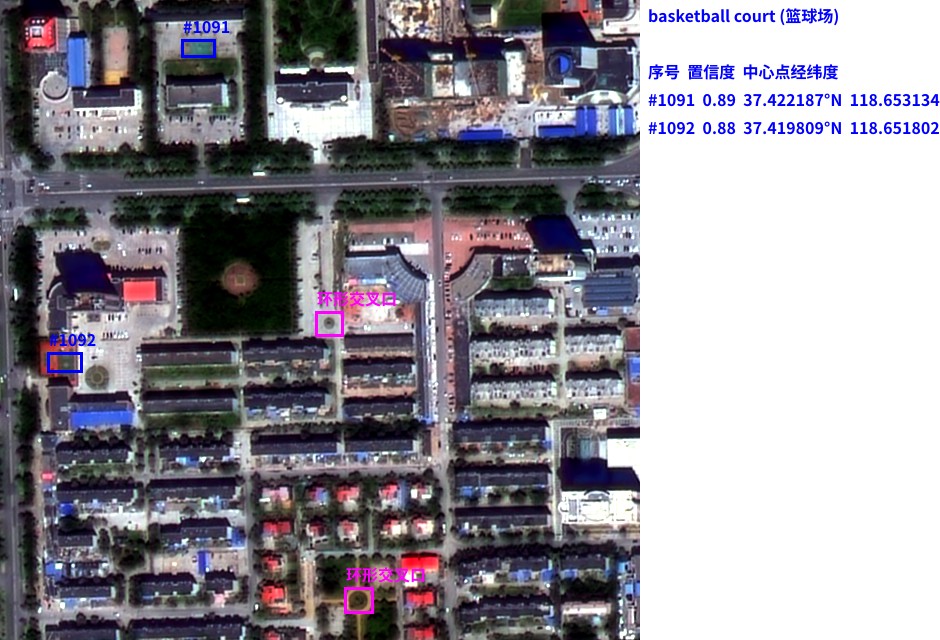 basketball court (篮球场)
序号 置信度 中心点经纬度
#1091 0.89 37.422187°N 118.653134
#1092 0.88 37.419809°N 118.651802
#1091
环形交叉口
#1092
环形交叉口